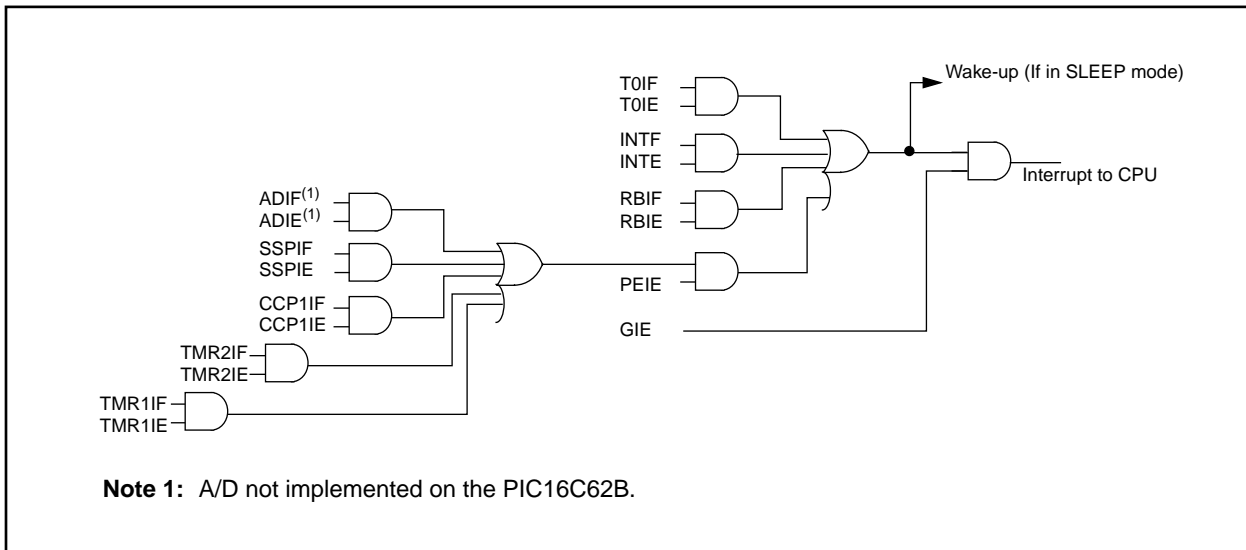 Wake-up (If in SLEEP mode)
T0IF
T0IE
INTF
INTE
Interrupt to CPU
RBIF
RBIE
ADIF(1)
ADIE(1)
SSPIF
SSPIE
PEIE
CCP1IF
CCP1IE
GIE
TMR2IF
TMR2IE
TMR1IF
TMR1IE
Note 1: A/D not implemented on the PIC16C62B.